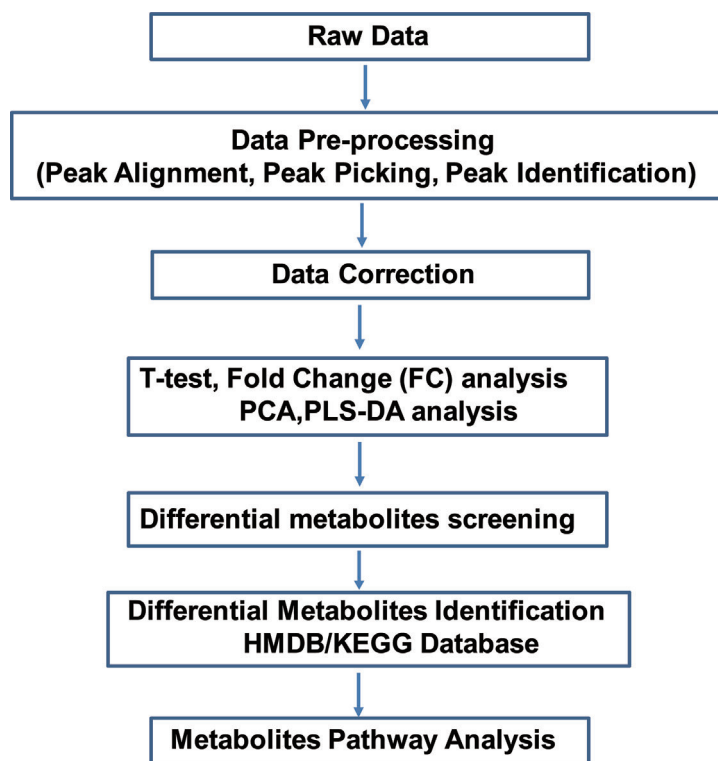 Raw Data
Data Pre-processing
(Peak Alignment, Peak Picking, Peak Identification)
Data Correction
T-test, Fold Change (FC) analysis
PCA,PLS-DA analysis
Differential metabolites screening
Differential Metabolites Identification
HMDB/KEGG Database
Metabolites Pathway Analysis